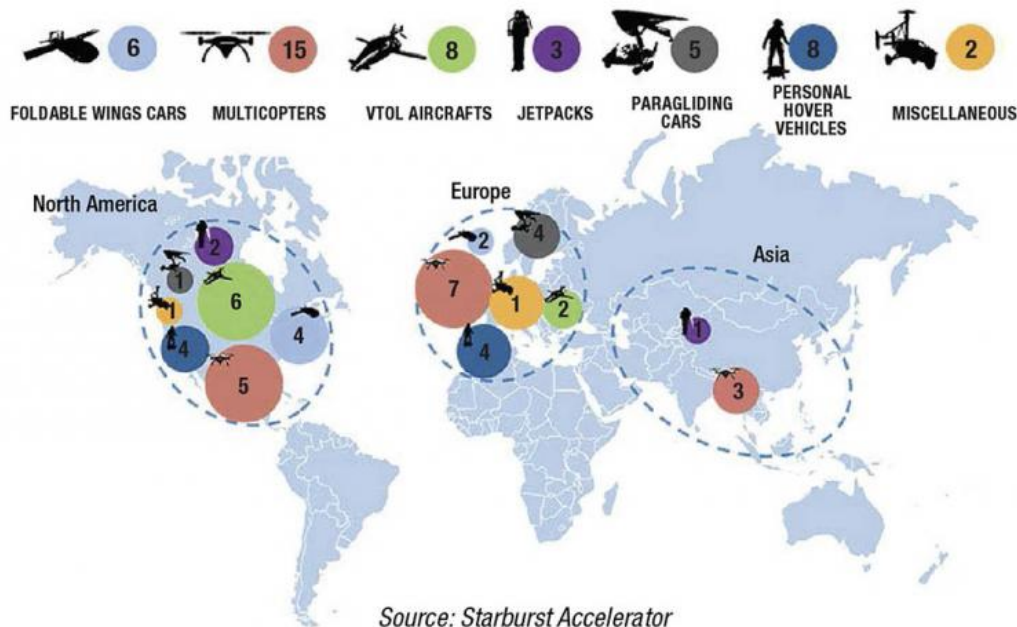 6
15
8
3
5
8
2
FOLDABLE WINGS CARS
MULTICOPTERS
VTOL AIRCRAFTS
JETPACKS
PARAGLIDING
CARS
PERSONAL
HOVER
VEHICLES
MISCELLANEOUS
North America
2
1
6
1
4
4
5
Europe
2
4
7
1
2
4
Asia
1
3
Source: Starburst Accelerator